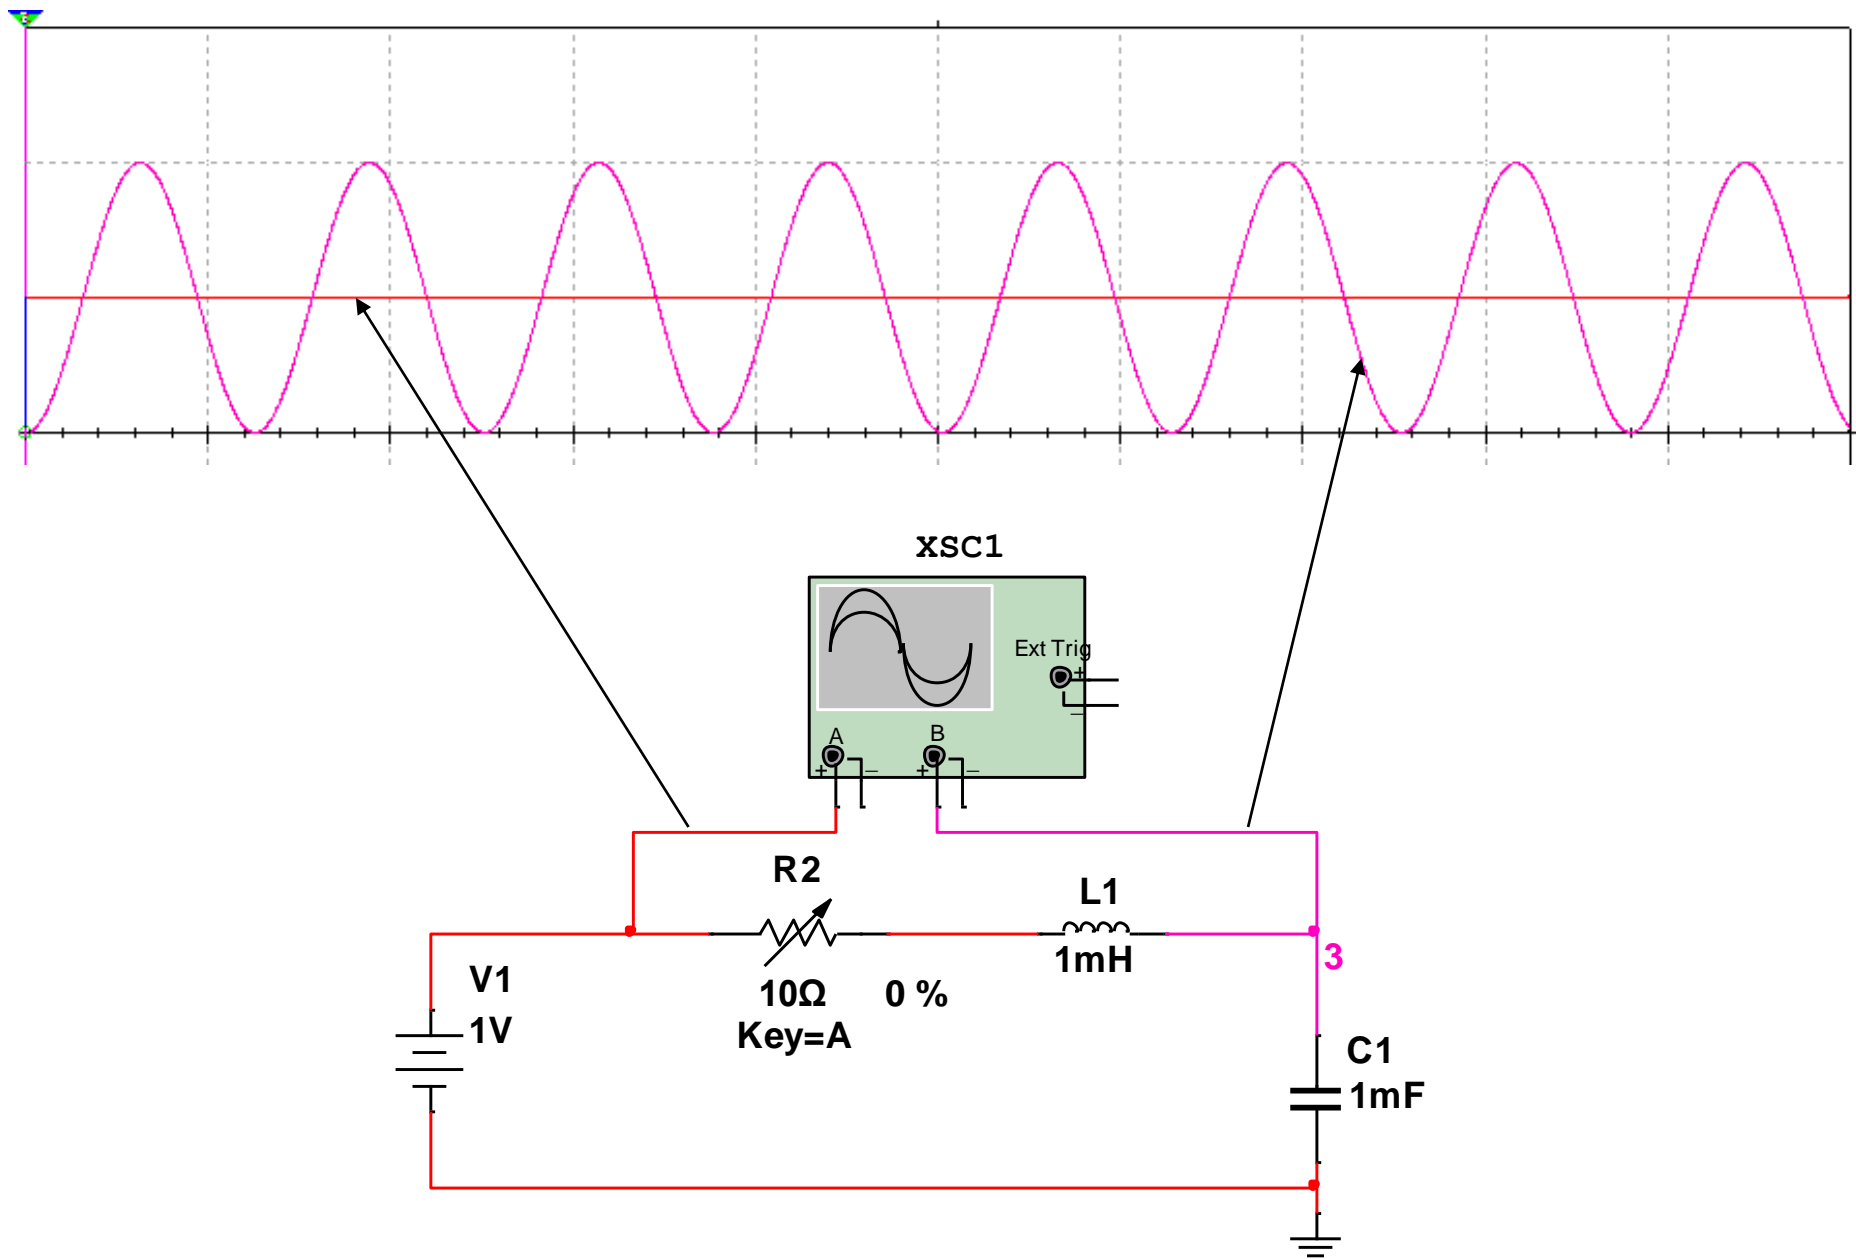 XSC1
Ext Trig
+
_
A
B
+
_
+
_
R2
L1
1mH
3
V1
1V
10Ω
0 %
Key=A
C1
1mF